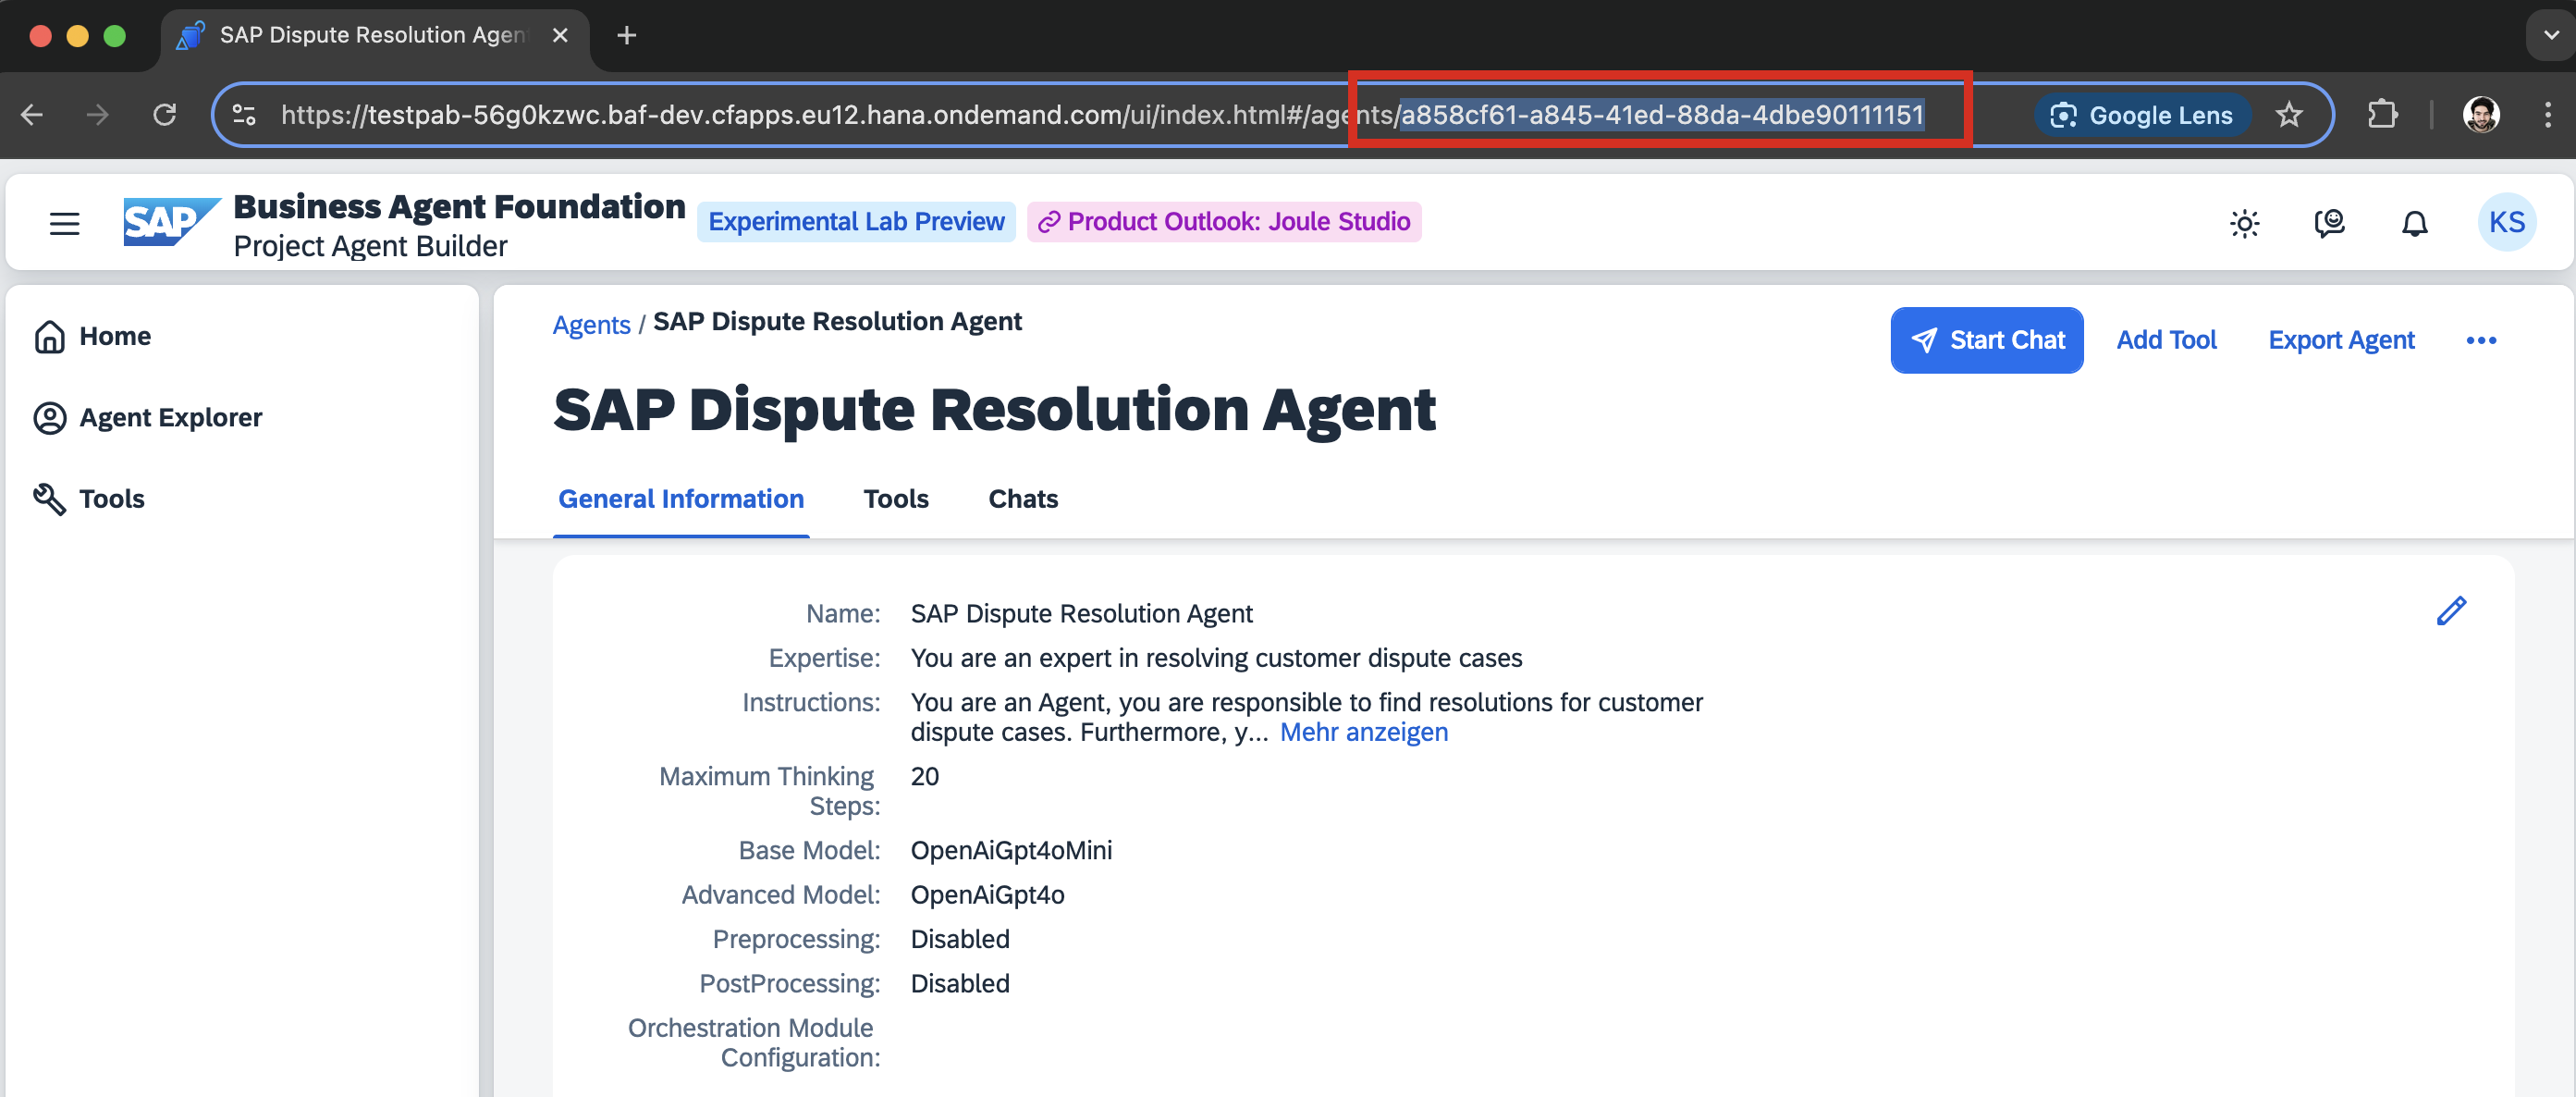 SAP Dispute Resolution Agen
https://testpab-56g0kzwc.baf-dev.cfapps.eu12.hana.ondemand.com/ui/index.html#/agents/a858cf61-a845-41ed-88da-4dbe90111151
Google Lens
SAP
Business Agent Foundation
Project Agent Builder
Experimental Lab Preview
Product Outlook: Joule Studio
KS
Home
Agent Explorer
Tools
Agents / SAP Dispute Resolution Agent
Start Chat
Add Tool
Export Agent
SAP Dispute Resolution Agent
General Information
Tools
Chats
Name: SAP Dispute Resolution Agent
Expertise: You are an expert in resolving customer dispute cases
Instructions: You are an Agent, you are responsible to find resolutions for customer
dispute cases. Furthermore, y... Mehr anzeigen
Maximum Thinking 20
Steps:
Base Model: OpenAiGpt4oMini
Advanced Model: OpenAiGpt4o
Preprocessing: Disabled
PostProcessing: Disabled
Orchestration Module
Configuration: